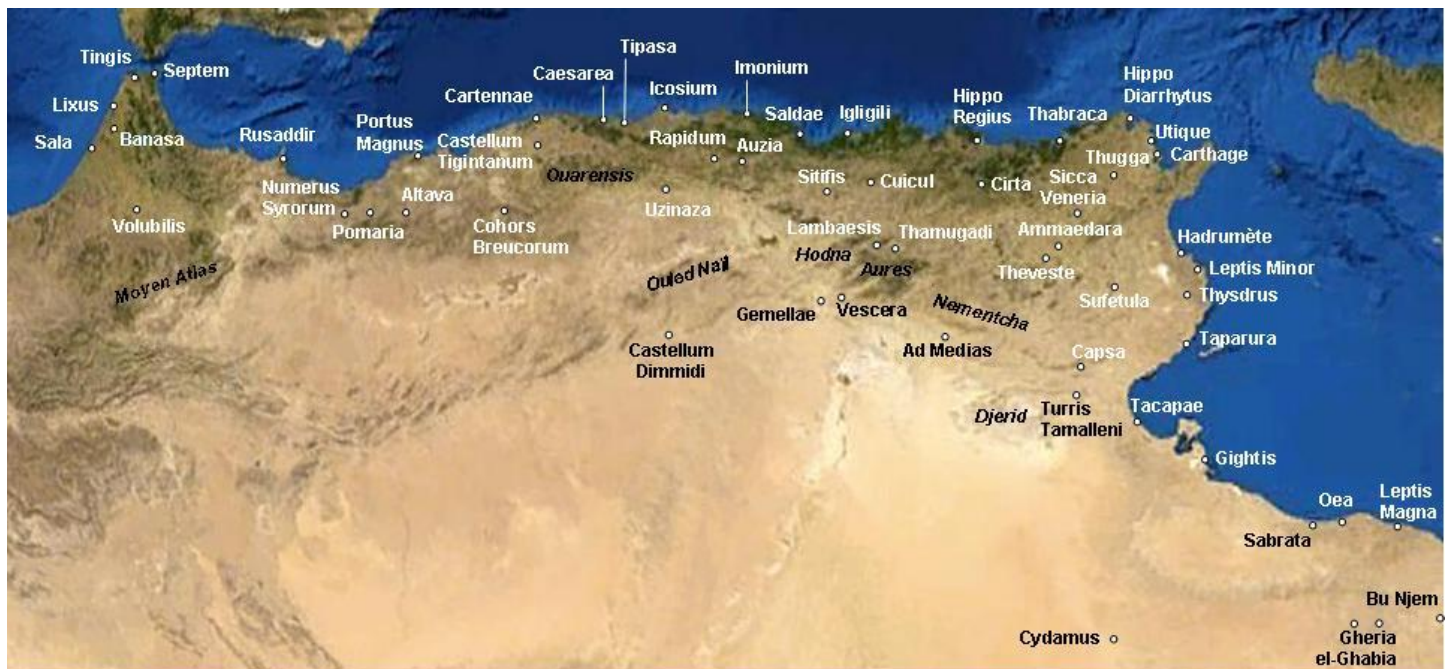 Tipasa
Tingis
Septem
Caesarea
Imonium
Hippo
Diarrhytus
Lixus
Cartennae
Icosium
Saldae
Igligili
Hippo
Regius
Thabraca
Sala
Banasa
Rusaddir
Portus
Magnus
Castellum
Tigintanum
Rapidum
Auzia
Utique
Thugga
Carthage
Ouarensis
Numerus
Syrorum
Altava
Sitifis
Cuicul
Cirta
Sicca
Veneria
Volubilis
Pomaria
Cohors
Breucorum
Uzinaza
Lambaesis
Thamugadi
Ammaedara
Hadrumète
Moyen Atlas
Ouled Nail
Hodna
Aures
Theveste
Leptis Minor
Gemellae
Vescera
Nementcha
Sufetula
Thysdrus
Castellum
Dimmidi
Ad Medias
Capsa
Taparura
Djerid
Turris
Tamalleni
Tacapae
Gightis
Oea
Leptis
Magna
Sabrata
Bu Njem
Cydamus
Gheria
el-Ghabia